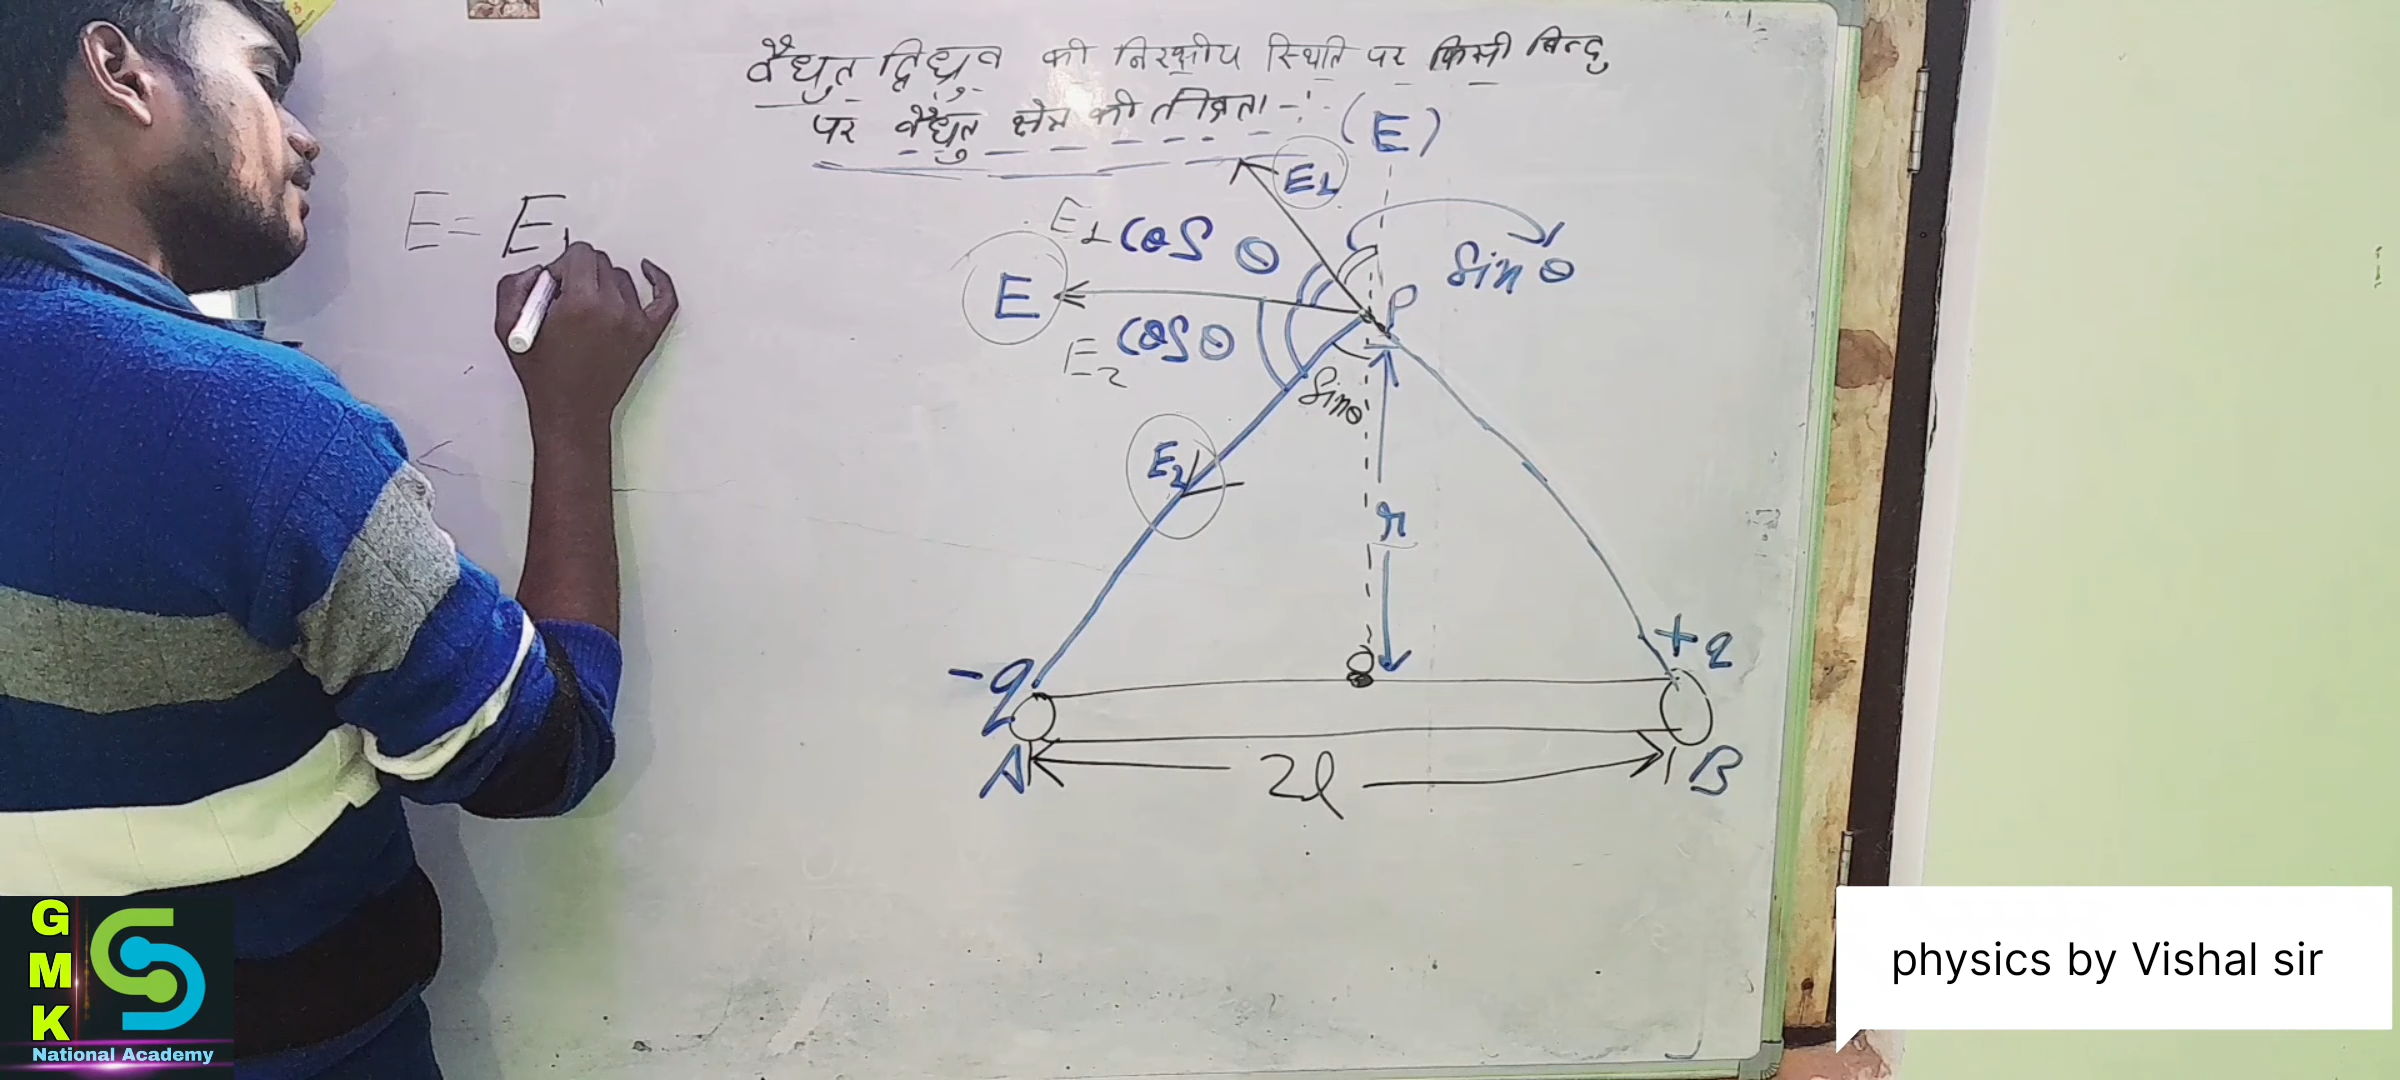 वैधुत द्विध्रुव की निरक्षीय स्थिति पर किसी बिन्दु
पर वैधुत क्षेत्र की तीव्रता -: (E)
E = E1
E1
E1 cos θ
sin θ
E
P
E2 cos θ
sin θ
E2
r
+q
-q
O
A
2l
B
G
M
K
National Academy
physics by Vishal sir